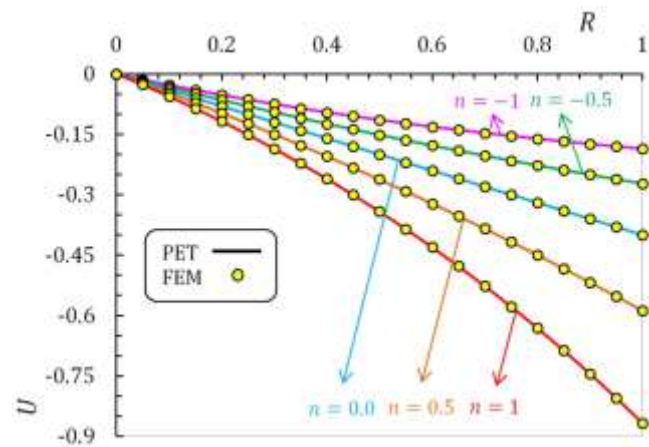 R
0 0.2 0.4 0.6 0.8 1
0
n = −1 n = −0.5
-0.15
-0.3
-0.45
PET
FEM
-0.6
-0.75
n = 0.0 n = 0.5 n = 1
U
-0.9